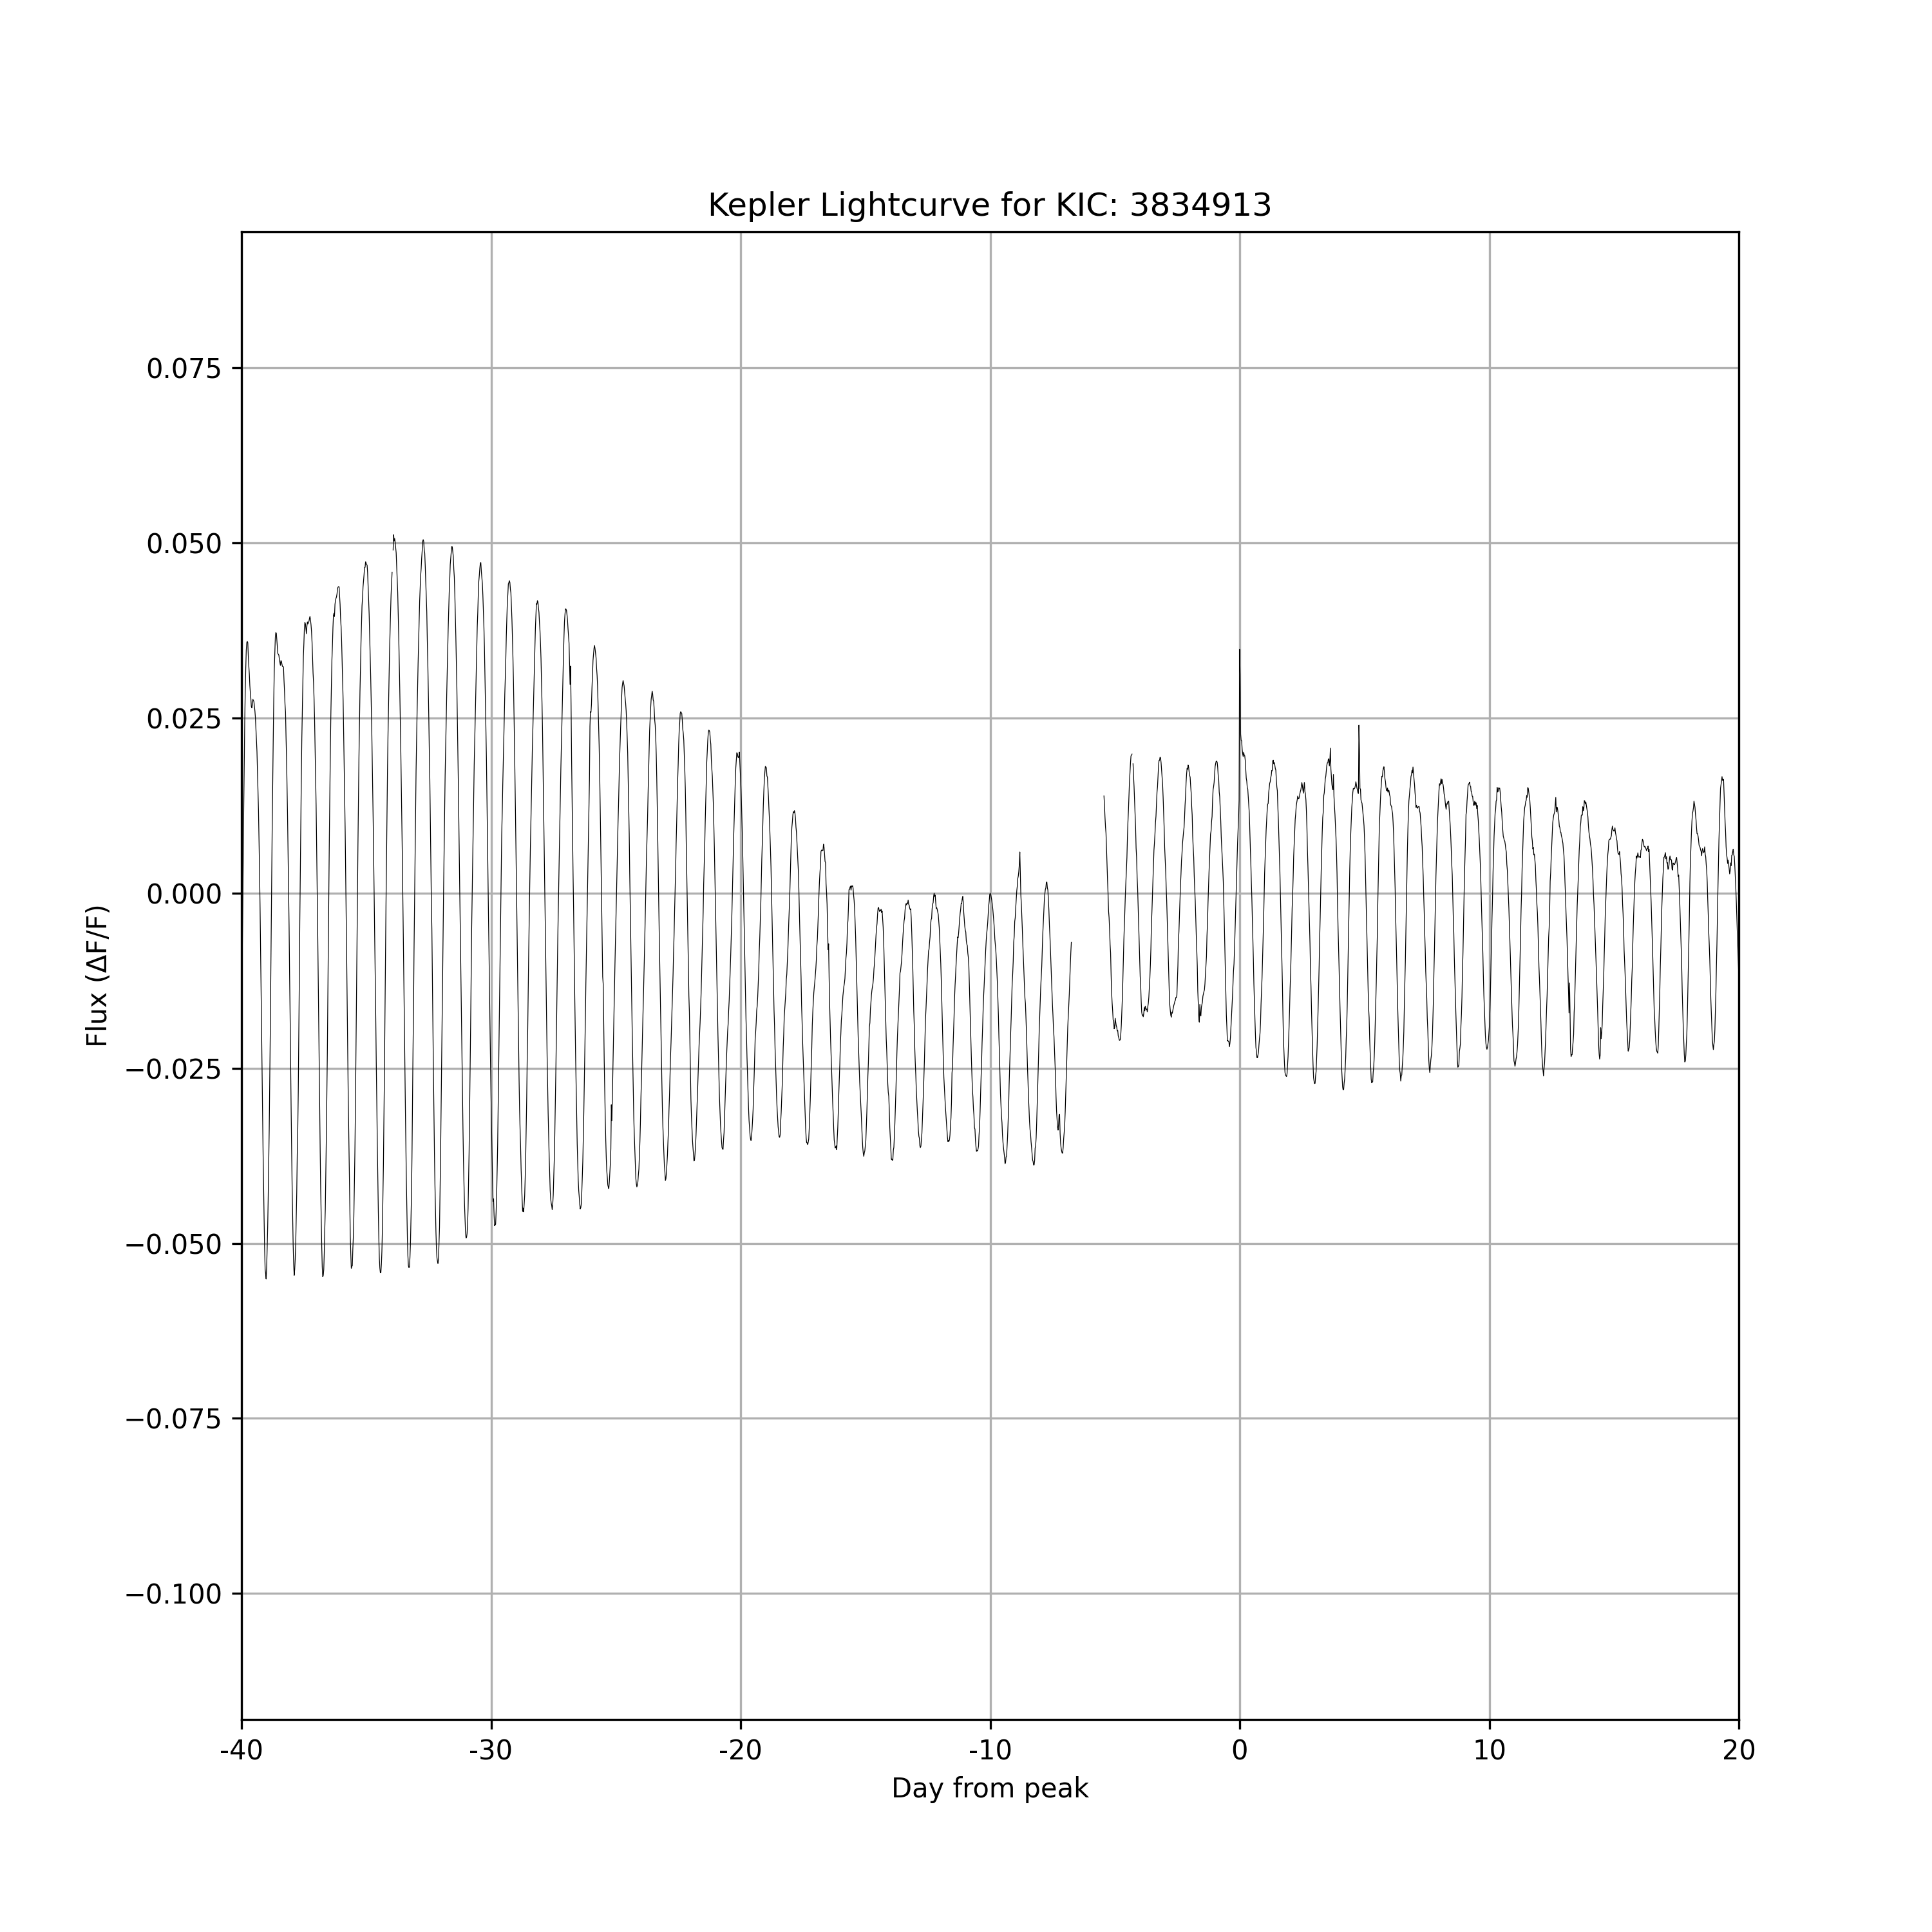 Kepler Lightcurve for KIC: 3834913
0.075
0.050
0.025
0.000
−0.025
−0.050
−0.075
−0.100
Flux (ΔF/F)
-40 -30 -20 -10 0 10 20
Day from peak